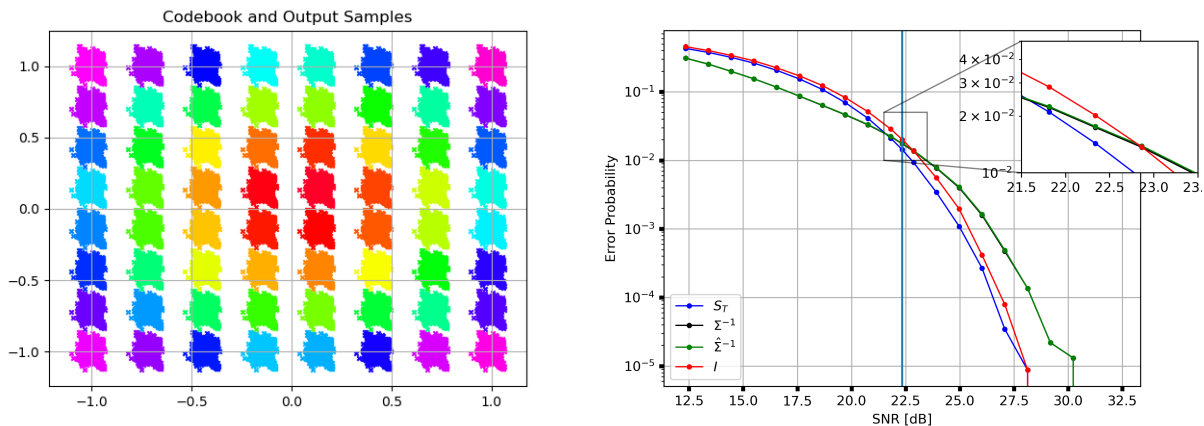 Codebook and Output Samples
1.0
0.5
0.0
−0.5
−1.0
−1.0
−0.5
0.0
0.5
1.0
Error Probability
10⁻¹
10⁻²
10⁻³
10⁻⁴
10⁻⁵
12.5
15.0
17.5
20.0
22.5
25.0
27.5
30.0
32.5
SNR [dB]
S_T
Σ⁻¹
Σ̂⁻¹
I
4 × 10⁻²
3 × 10⁻²
2 × 10⁻²
10⁻²
21.5
22.0
22.5
23.0